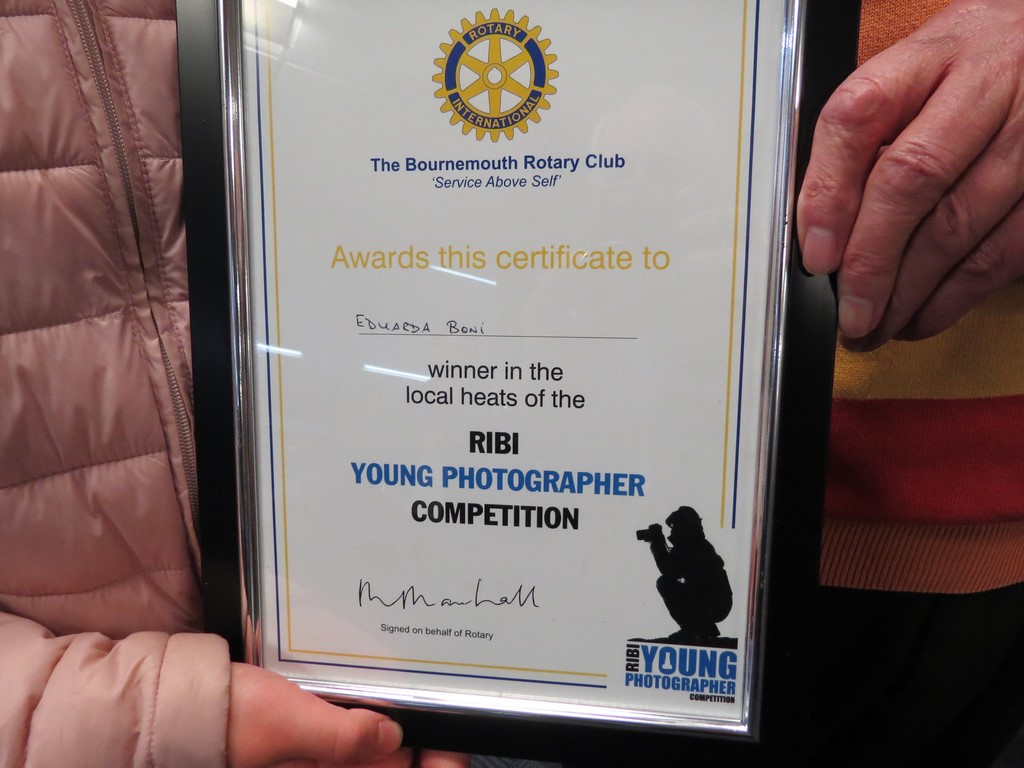 ROTARY
INTERNATIONAL
The Bournemouth Rotary Club
'Service Above Self'
Awards this certificate to
EDUARDA BONi
winner in the
local heats of the
RIBI
YOUNG PHOTOGRAPHER
COMPETITION
M Marshall
Signed on behalf of Rotary
RIBI
YOUNG
PHOTOGRAPHER
COMPETITION